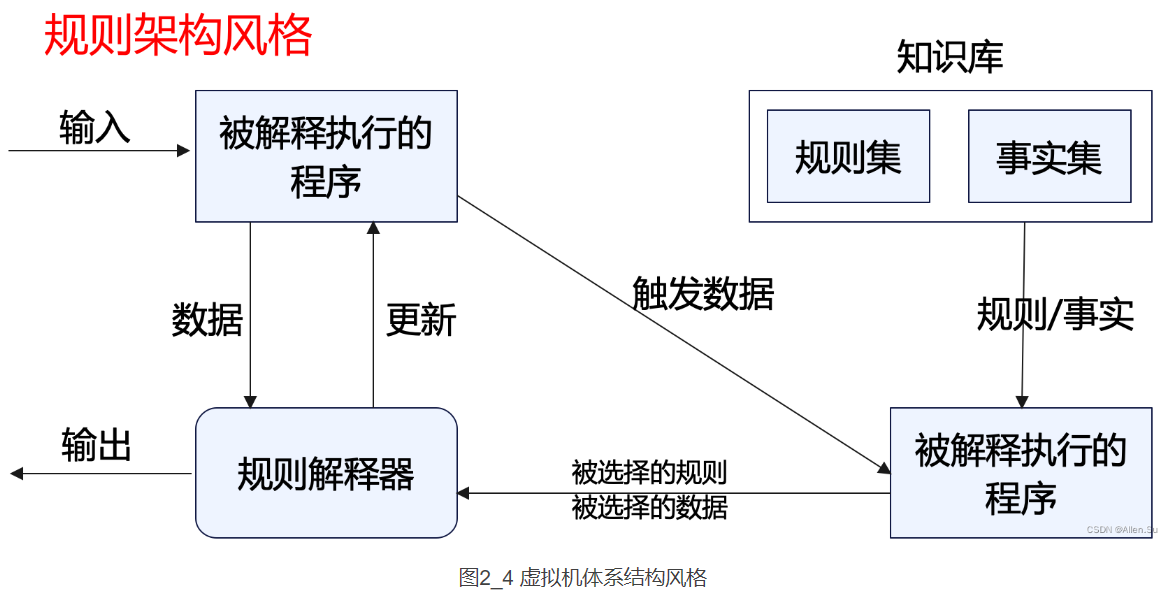 规则架构风格
知识库
输入
被解释执行的
程序
规则集
事实集
触发数据
数据
更新
规则/事实
输出
规则解释器
被选择的规则
被选择的数据
被解释执行的
程序
CSDN @Allen.Su
图2_4 虚拟机体系结构风格